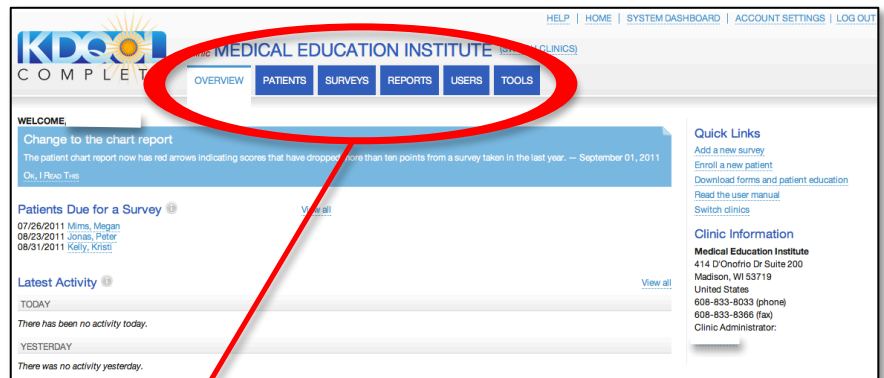 HELP | HOME | SYSTEM DASHBOARD | ACCOUNT SETTINGS | LOG OUT
KDQOL
COMPLET
MEDICAL EDUCATION INSTITUTE CLINICS)
OVERVIEW PATIENTS SURVEYS REPORTS USERS TOOLS
WELCOME,
Change to the chart report
The patient chart report now has red arrows indicating scores that have dropped more than ten points from a survey taken in the last year. — September 01, 2011
OK, I READ THIS
Patients Due for a Survey View all
07/26/2011 Mims, Megan
08/23/2011 Jonas, Peter
08/31/2011 Kelly, Kristi
Latest Activity View all
TODAY
There has been no activity today.
YESTERDAY
There was no activity yesterday.
Quick Links
Add a new survey
Enroll a new patient
Download forms and patient education
Read the user manual
Switch clinics
Clinic Information
Medical Education Institute
414 D'Onofrio Dr Suite 200
Madison, WI 53719
United States
608-833-8033 (phone)
608-833-8366 (fax)
Clinic Administrator: